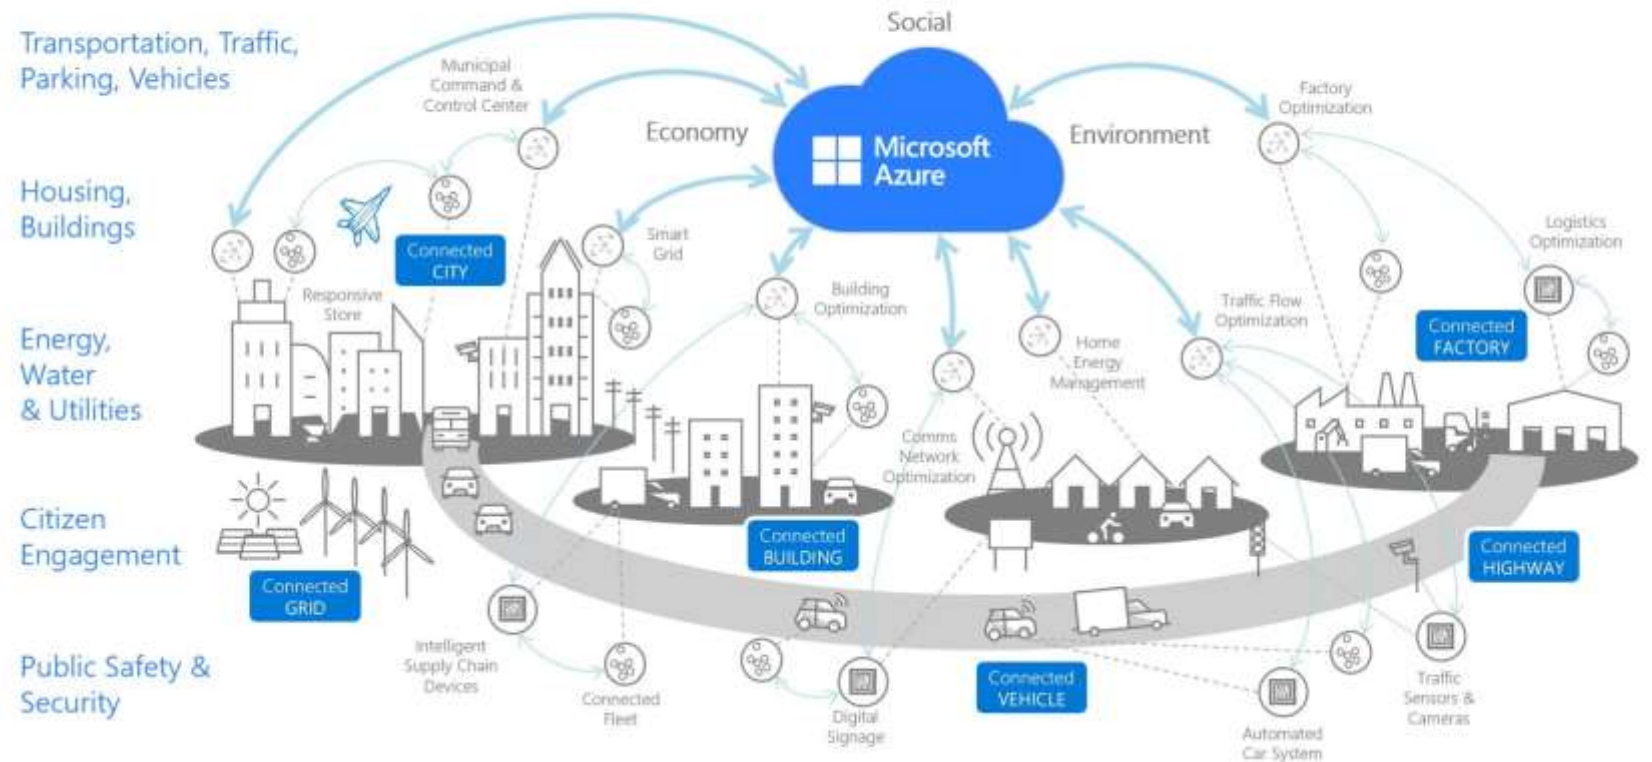 Transportation, Traffic,
Parking, Vehicles
Housing,
Buildings
Energy,
Water
& Utilities
Citizen
Engagement
Public Safety &
Security
Social
Economy
Environment
Microsoft
Azure
Municipal
Command &
Control Center
Connected
CITY
Responsive
Store
Smart
Grid
Building
Optimization
Comms
Network
Optimization
Home
Energy
Management
Traffic Flow
Optimization
Factory
Optimization
Logistics
Optimization
Connected
FACTORY
Connected
GRID
Connected
BUILDING
Connected
HIGHWAY
Connected
VEHICLE
Intelligent
Supply Chain
Devices
Connected
Fleet
Digital
Signage
Automated
Car System
Traffic
Sensors &
Cameras